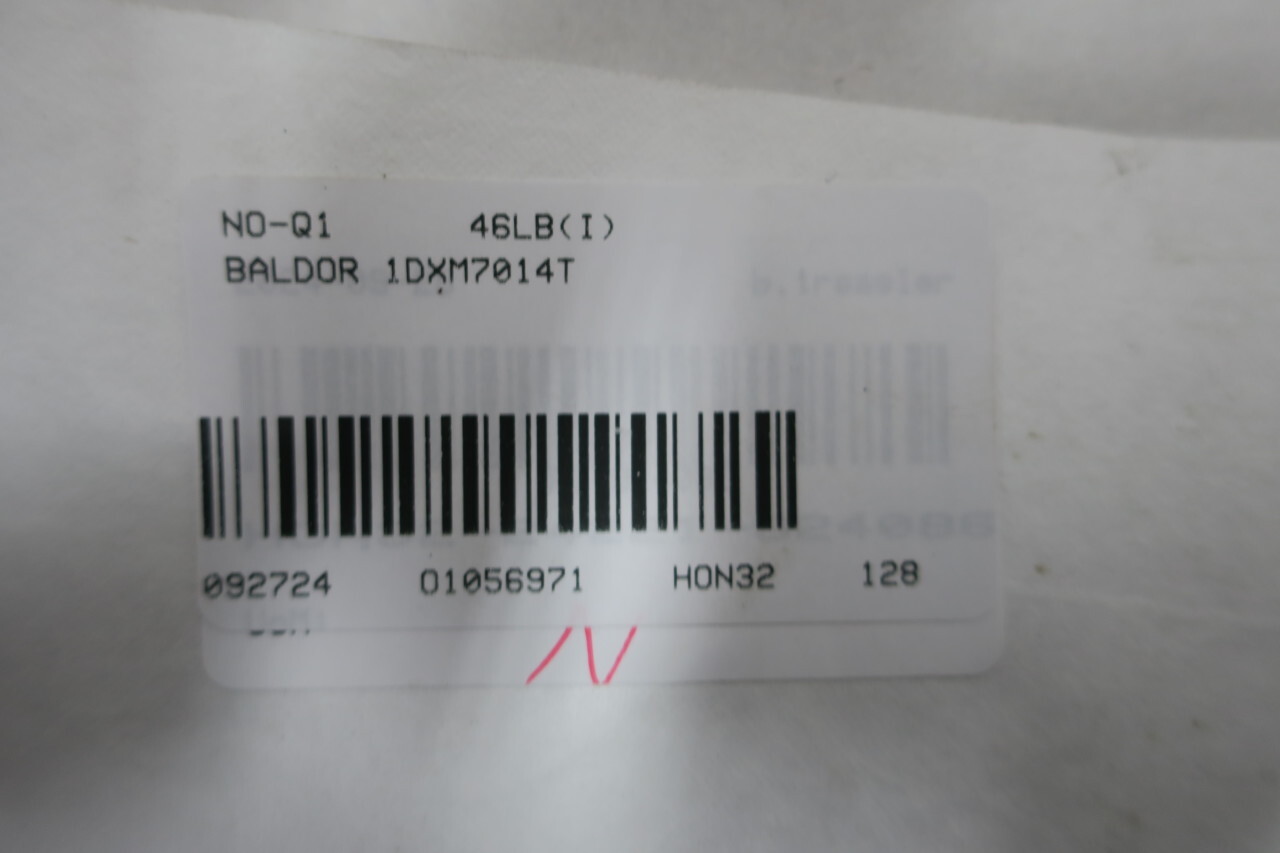 NO-Q1 46LB(I)
BALDOR 1DXM7014T
092724 01056971 HON32 128